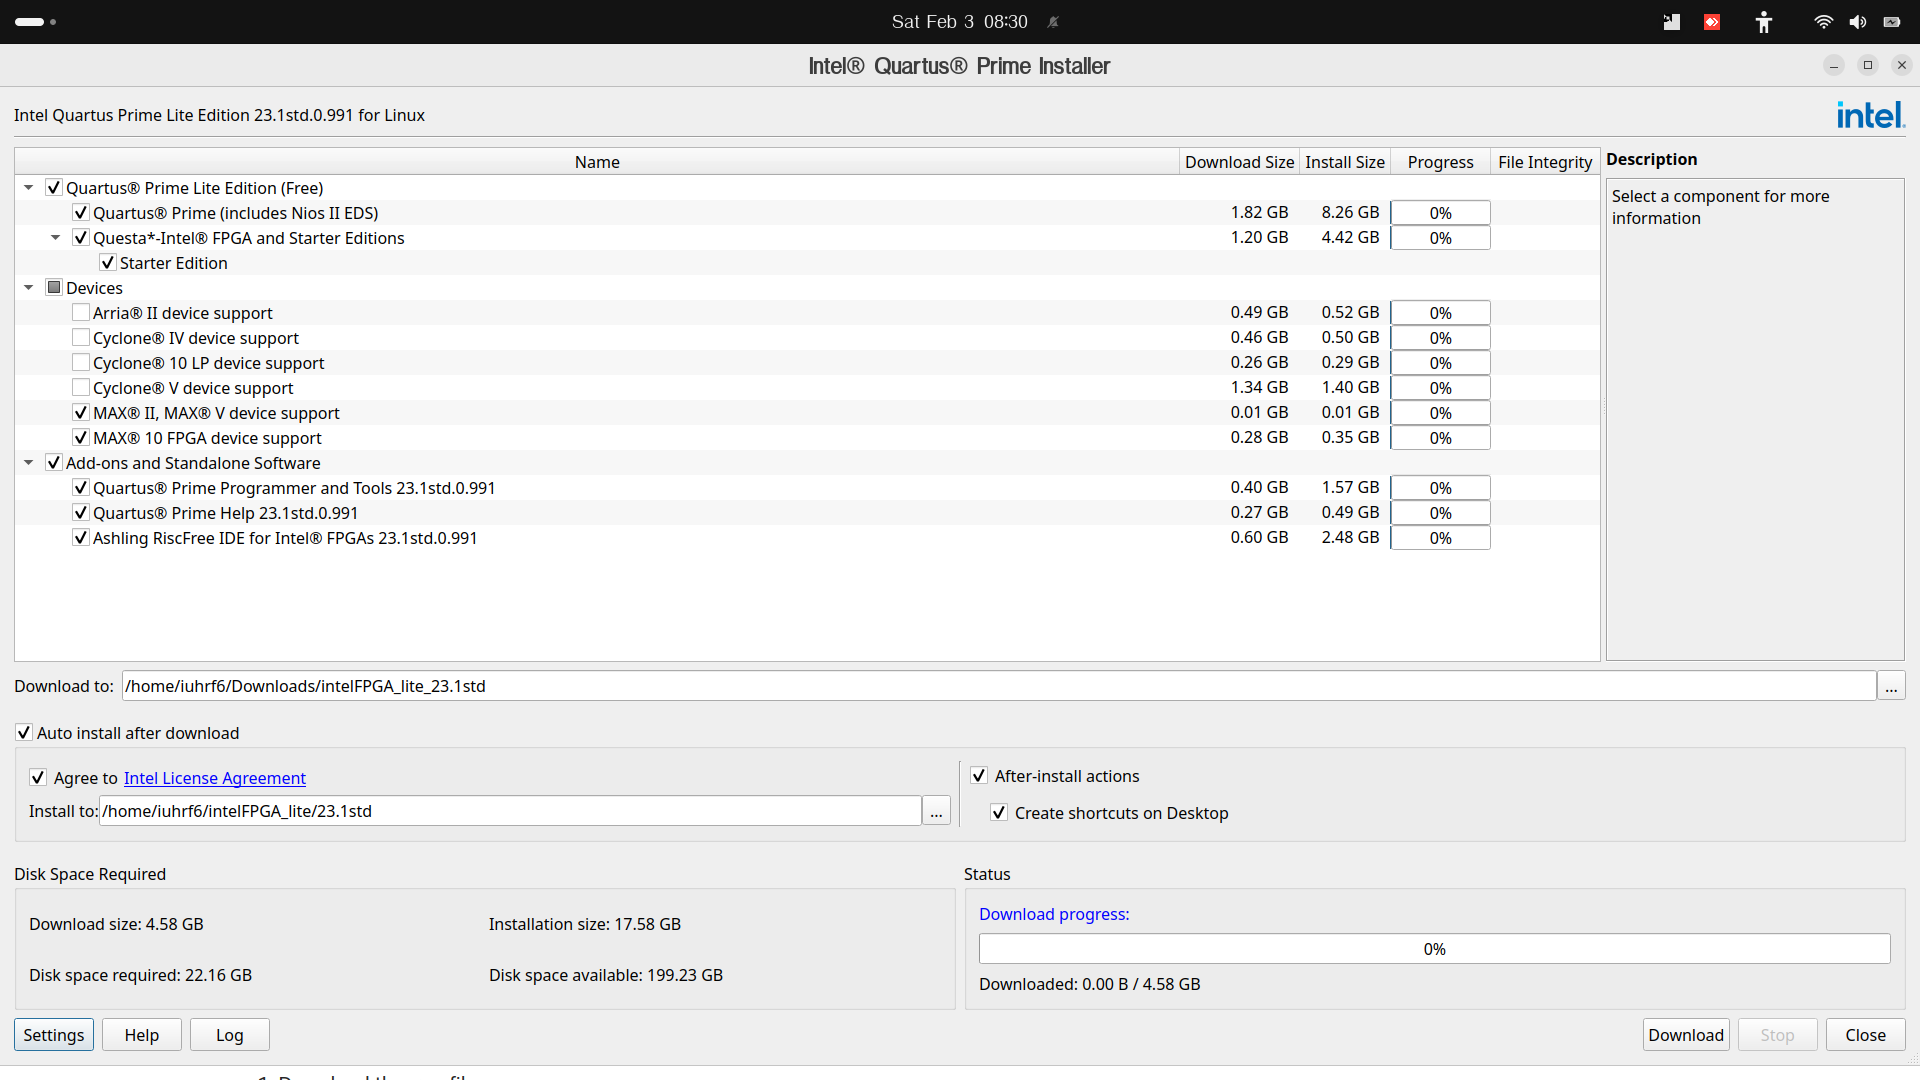 Sat Feb 3 08:30
Intel® Quartus® Prime Installer
Intel Quartus Prime Lite Edition 23.1std.0.991 for Linux
intel.
Name Download Size Install Size Progress File Integrity
Quartus® Prime Lite Edition (Free)
Quartus® Prime (includes Nios II EDS) 1.82 GB 8.26 GB 0%
Questa*-Intel® FPGA and Starter Editions 1.20 GB 4.42 GB 0%
Starter Edition
Devices
Arria® II device support 0.49 GB 0.52 GB 0%
Cyclone® IV device support 0.46 GB 0.50 GB 0%
Cyclone® 10 LP device support 0.26 GB 0.29 GB 0%
Cyclone® V device support 1.34 GB 1.40 GB 0%
MAX® II, MAX® V device support 0.01 GB 0.01 GB 0%
MAX® 10 FPGA device support 0.28 GB 0.35 GB 0%
Add-ons and Standalone Software
Quartus® Prime Programmer and Tools 23.1std.0.991 0.40 GB 1.57 GB 0%
Quartus® Prime Help 23.1std.0.991 0.27 GB 0.49 GB 0%
Ashling RiscFree IDE for Intel® FPGAs 23.1std.0.991 0.60 GB 2.48 GB 0%
Description
Select a component for more
information
Download to: /home/iuhrf6/Downloads/intelFPGA_lite_23.1std ...
Auto install after download
Agree to Intel License Agreement
Install to: /home/iuhrf6/intelFPGA_lite/23.1std ...
After-install actions
Create shortcuts on Desktop
Disk Space Required
Download size: 4.58 GB Installation size: 17.58 GB
Disk space required: 22.16 GB Disk space available: 199.23 GB
Status
Download progress:
0%
Downloaded: 0.00 B / 4.58 GB
Settings Help Log Download Stop Close